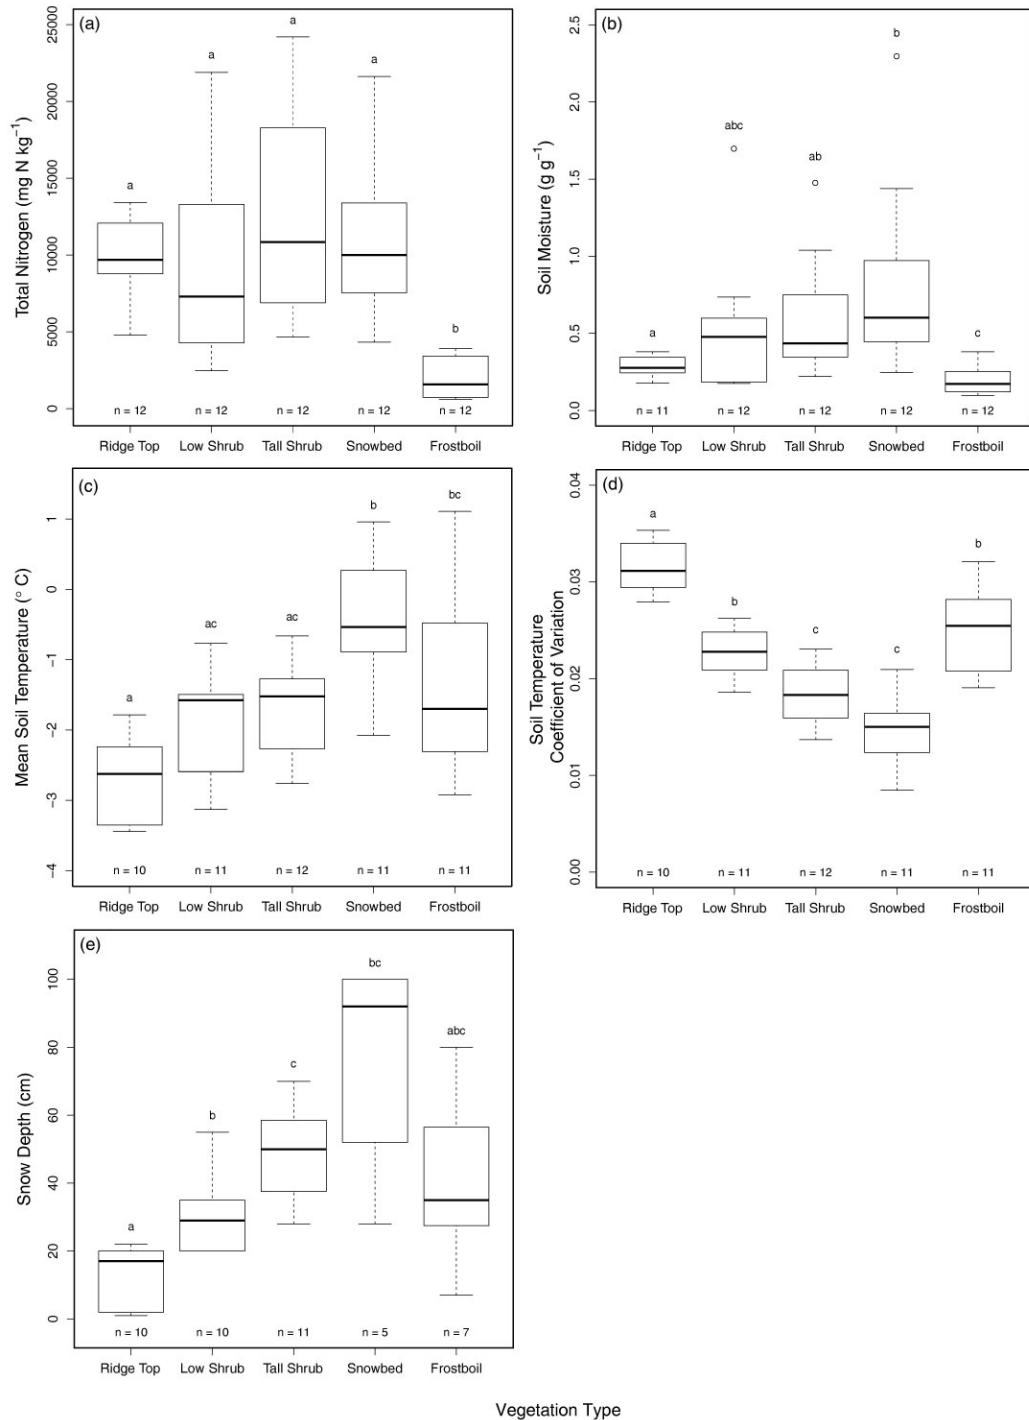 (a)
Total Nitrogen (mg N kg⁻¹)
25000
20000
15000
10000
5000
0
a
a
a
a
b
n = 12
n = 12
n = 12
n = 12
n = 12
Ridge Top
Low Shrub
Tall Shrub
Snowbed
Frostboil
(b)
Soil Moisture (g g⁻¹)
2.5
2.0
1.5
1.0
0.5
0.0
a
abc
ab
b
c
n = 11
n = 12
n = 12
n = 12
n = 12
Ridge Top
Low Shrub
Tall Shrub
Snowbed
Frostboil
(c)
Mean Soil Temperature (° C)
1
0
−1
−2
−3
−4
a
ac
ac
b
bc
n = 10
n = 11
n = 12
n = 11
n = 11
Ridge Top
Low Shrub
Tall Shrub
Snowbed
Frostboil
(d)
Soil Temperature
Coefficient of Variation
0.04
0.03
0.02
0.01
0.00
a
b
c
c
b
n = 10
n = 11
n = 12
n = 11
n = 11
Ridge Top
Low Shrub
Tall Shrub
Snowbed
Frostboil
(e)
Snow Depth (cm)
100
80
60
40
20
0
a
b
c
bc
abc
n = 10
n = 10
n = 11
n = 5
n = 7
Ridge Top
Low Shrub
Tall Shrub
Snowbed
Frostboil
Vegetation Type